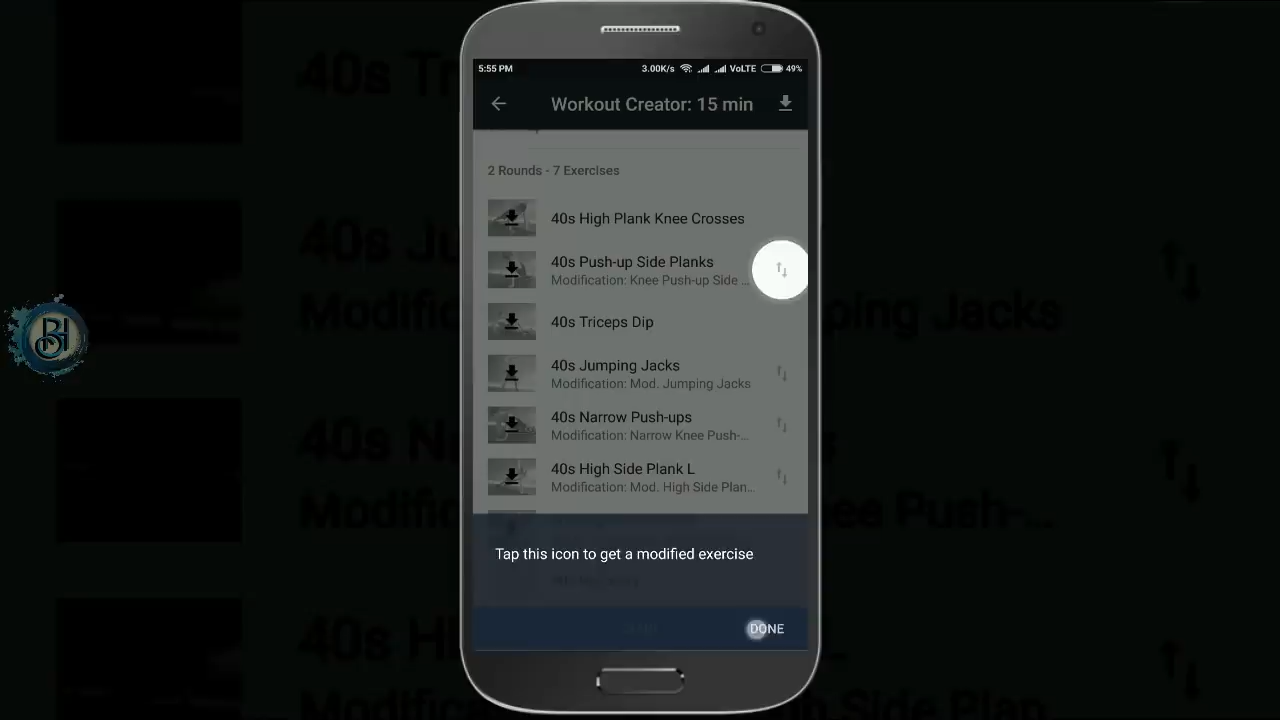 5:55 PM 3.00K/s VoLTE 49%
Workout Creator: 15 min
2 Rounds - 7 Exercises
40s High Plank Knee Crosses
40s Push-up Side Planks
Modification: Knee Push-up Side ...
40s Triceps Dip
40s Jumping Jacks
Modification: Mod. Jumping Jacks
40s Narrow Push-ups
Modification: Narrow Knee Push-...
40s High Side Plank L
Modification: Mod. High Side Plan...
Tap this icon to get a modified exercise
DONE